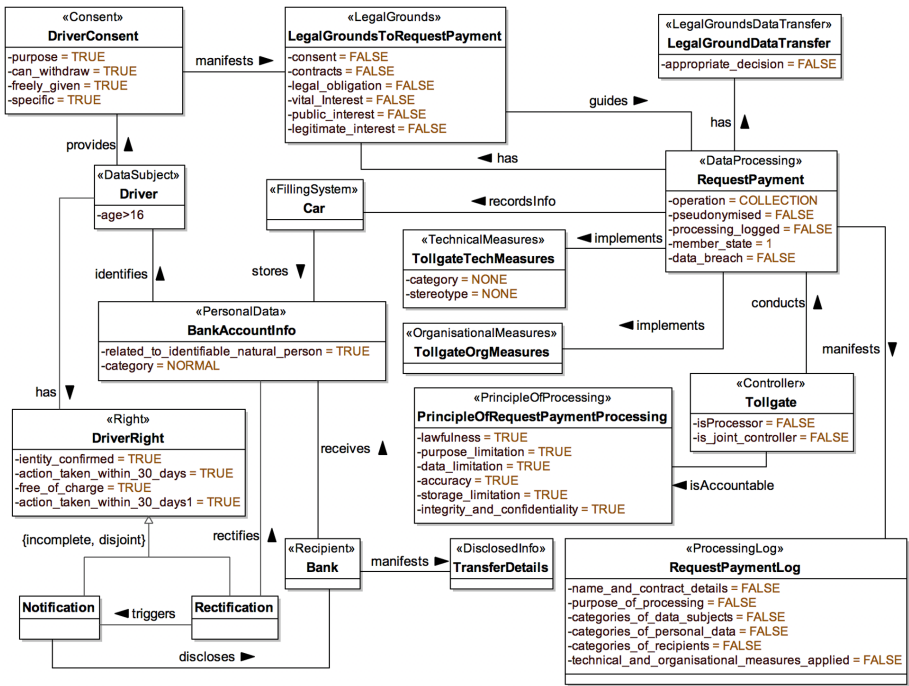 «Consent»
DriverConsent
-purpose = TRUE
-can_withdraw = TRUE
-freely_given = TRUE
-specific = TRUE
manifests
«LegalGrounds»
LegalGroundsToRequestPayment
-consent = FALSE
-contracts = FALSE
-legal_obligation = FALSE
-vital_Interest = FALSE
-public_interest = FALSE
-legitimate_interest = FALSE
«LegalGroundsDataTransfer»
LegalGroundDataTransfer
-appropriate_decision = FALSE
guides
has
provides
has
«DataSubject»
Driver
-age>16
«FillingSystem»
Car
recordsInfo
«DataProcessing»
RequestPayment
-operation = COLLECTION
-pseudonymised = FALSE
-processing_logged = FALSE
-member_state = 1
-data_breach = FALSE
«TechnicalMeasures»
TollgateTechMeasures
-category = NONE
-stereotype = NONE
implements
identifies
stores
«PersonalData»
BankAccountInfo
-related_to_identifiable_natural_person = TRUE
-category = NORMAL
«OrganisationalMeasures»
TollgateOrgMeasures
implements
conducts
manifests
has
«Right»
DriverRight
-ientity_confirmed = TRUE
-action_taken_within_30_days = TRUE
-free_of_charge = TRUE
-action_taken_within_30_days1 = TRUE
receives
«PrincipleOfProcessing»
PrincipleOfRequestPaymentProcessing
-lawfulness = TRUE
-purpose_limitation = TRUE
-data_limitation = TRUE
-accuracy = TRUE
-storage_limitation = TRUE
-integrity_and_confidentiality = TRUE
«Controller»
Tollgate
-isProcessor = FALSE
-is_joint_controller = FALSE
isAccountable
{incomplete, disjoint}
rectifies
«Recipient»
Bank
manifests
«DisclosedInfo»
TransferDetails
«ProcessingLog»
RequestPaymentLog
-name_and_contract_details = FALSE
-purpose_of_processing = FALSE
-categories_of_data_subjects = FALSE
-categories_of_personal_data = FALSE
-categories_of_recipients = FALSE
-technical_and_organisational_measures_applied = FALSE
Notification
triggers
Rectification
discloses